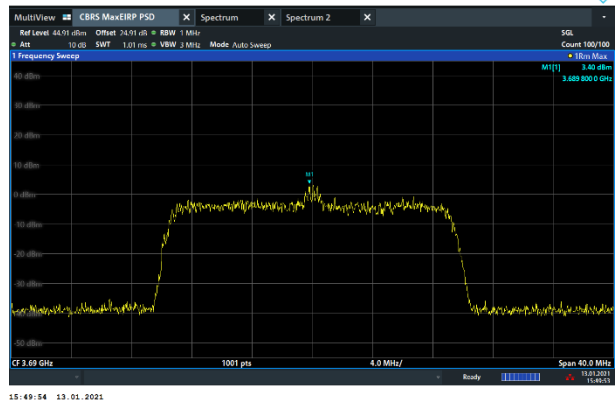 MultiView CBRS MaxEIRP PSD X Spectrum X Spectrum 2 X
Ref Level 44.91 dBm Offset 24.91 dB RBW 1 MHz SGL
Att 10 dB SWT 1.01 ms VBW 3 MHz Mode Auto Sweep Count 100/100
1 Frequency Sweep 1Rm Max
M1[1] 3.40 dBm
3.689 800 0 GHz
40 dBm
30 dBm
20 dBm
10 dBm
M1
0 dBm
-10 dBm
-20 dBm
-30 dBm
-40 dBm
-50 dBm
CF 3.69 GHz 1001 pts 4.0 MHz/ Span 40.0 MHz
Ready 13.01.2021
15:49:53
15:49:54 13.01.2021